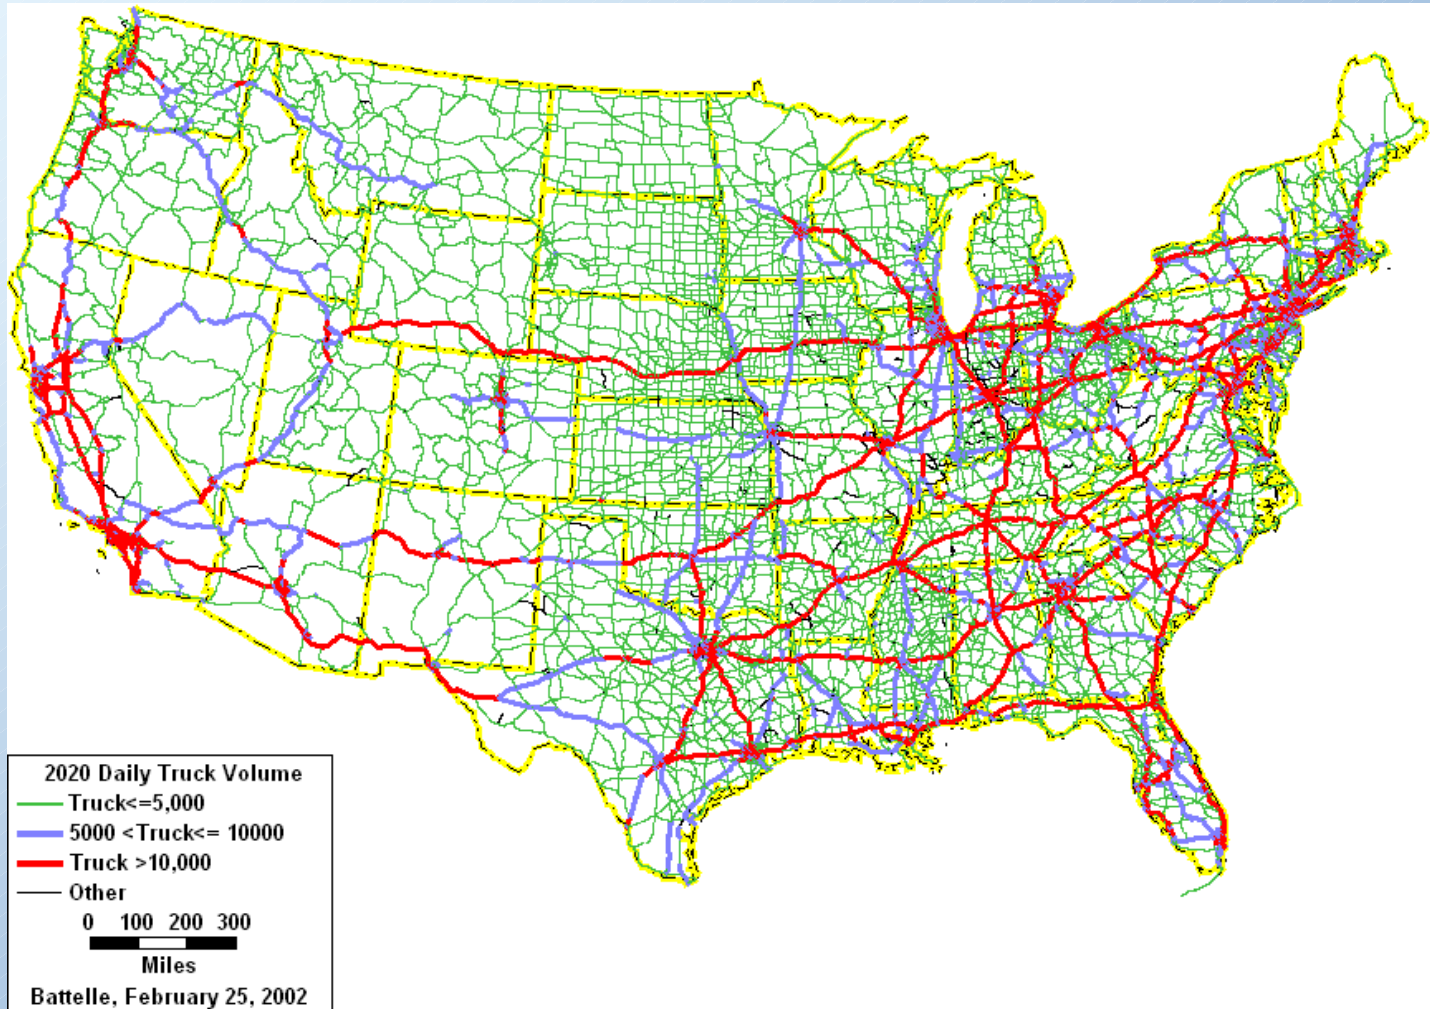 2020 Daily Truck Volume
Truck<=5,000
5000 <Truck<= 10000
Truck >10,000
Other
0 100 200 300
Miles
Battelle, February 25, 2002